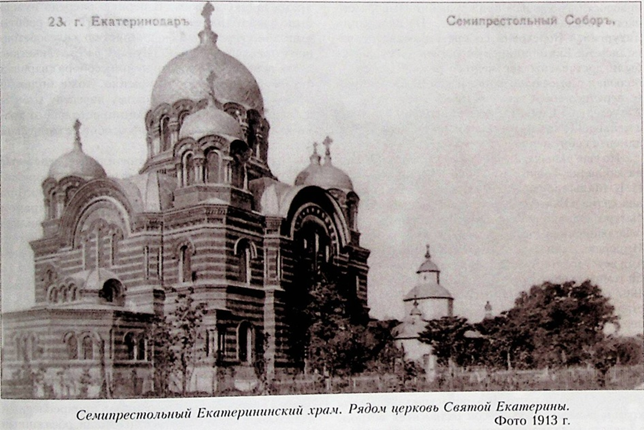 23. г. Екатеринодаръ
Семипрестольный Соборъ.
Семипрестольный Екатерининский храм. Рядом церковь Святой Екатерины.
Фото 1913 г.